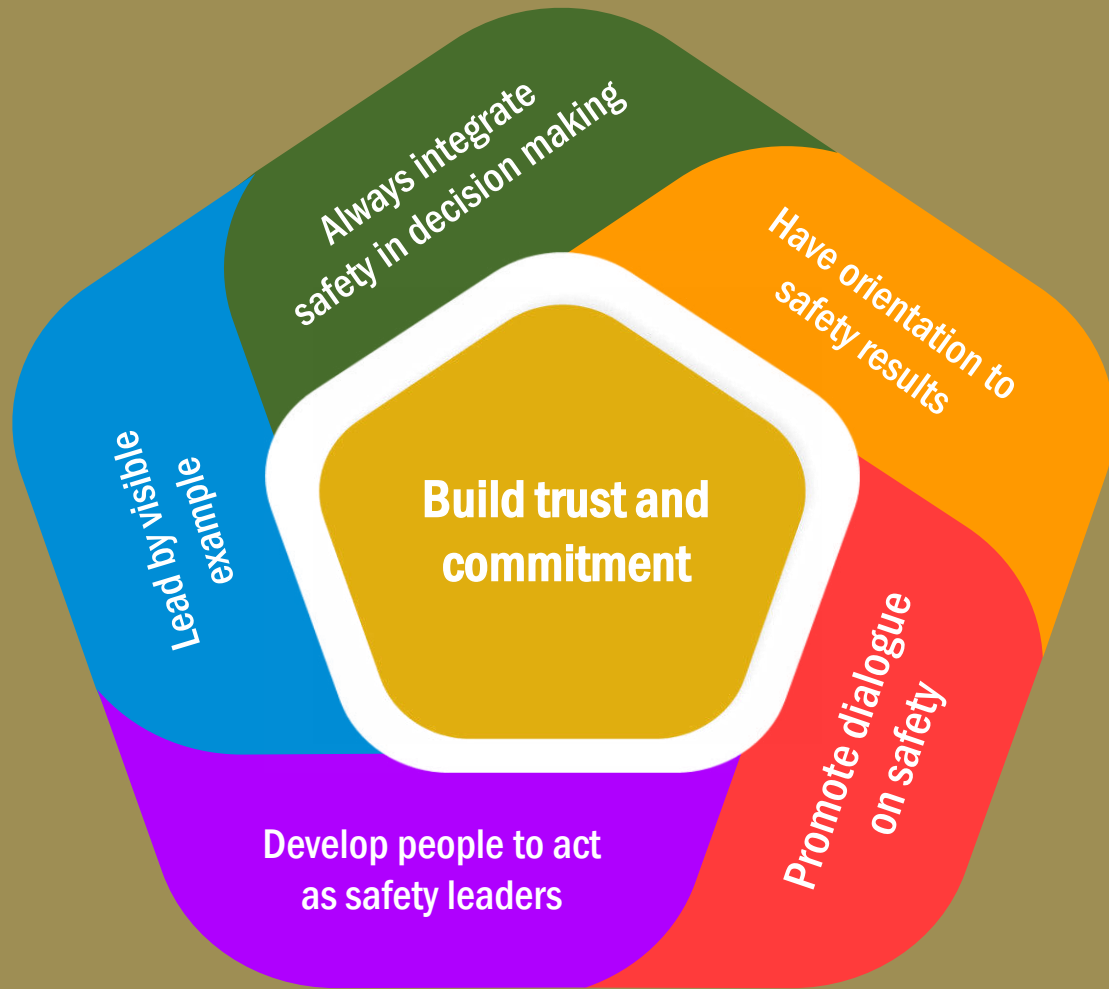 Always integrate
safety in decision making
Have orientation to
safety results
Promote dialogue
on safety
Develop people to act
as safety leaders
Lead by visible
example
Build trust and
commitment